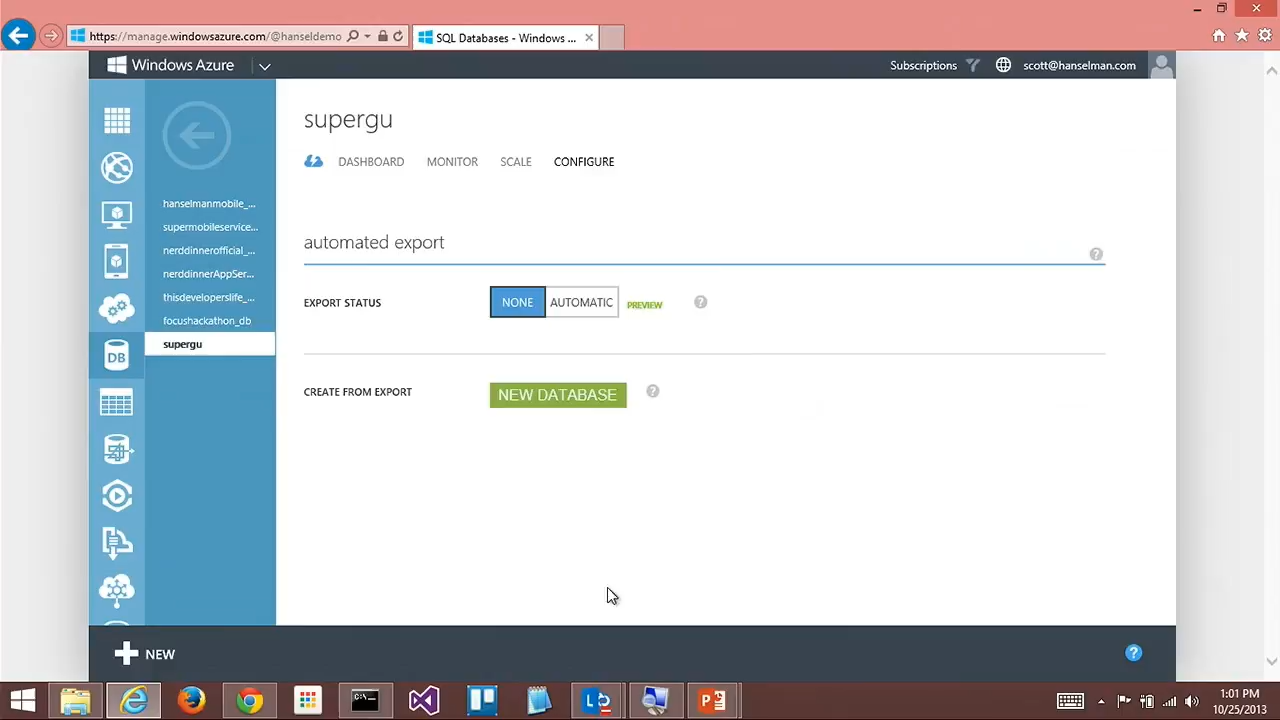 https://manage.windowsazure.com/@hanseldemo
SQL Databases - Windows ...
Windows Azure
Subscriptions
scott@hanselman.com
supergu
DASHBOARD
MONITOR
SCALE
CONFIGURE
hanselmanmobile_...
supermobileservice...
nerddinnerofficial_...
nerddinnerAppSer...
thisdeveloperslife_...
focushackathon_db
supergu
DB
automated export
?
EXPORT STATUS
NONE
AUTOMATIC
PREVIEW
?
CREATE FROM EXPORT
NEW DATABASE
?
NEW
?
1:01 PM
10/25/2013